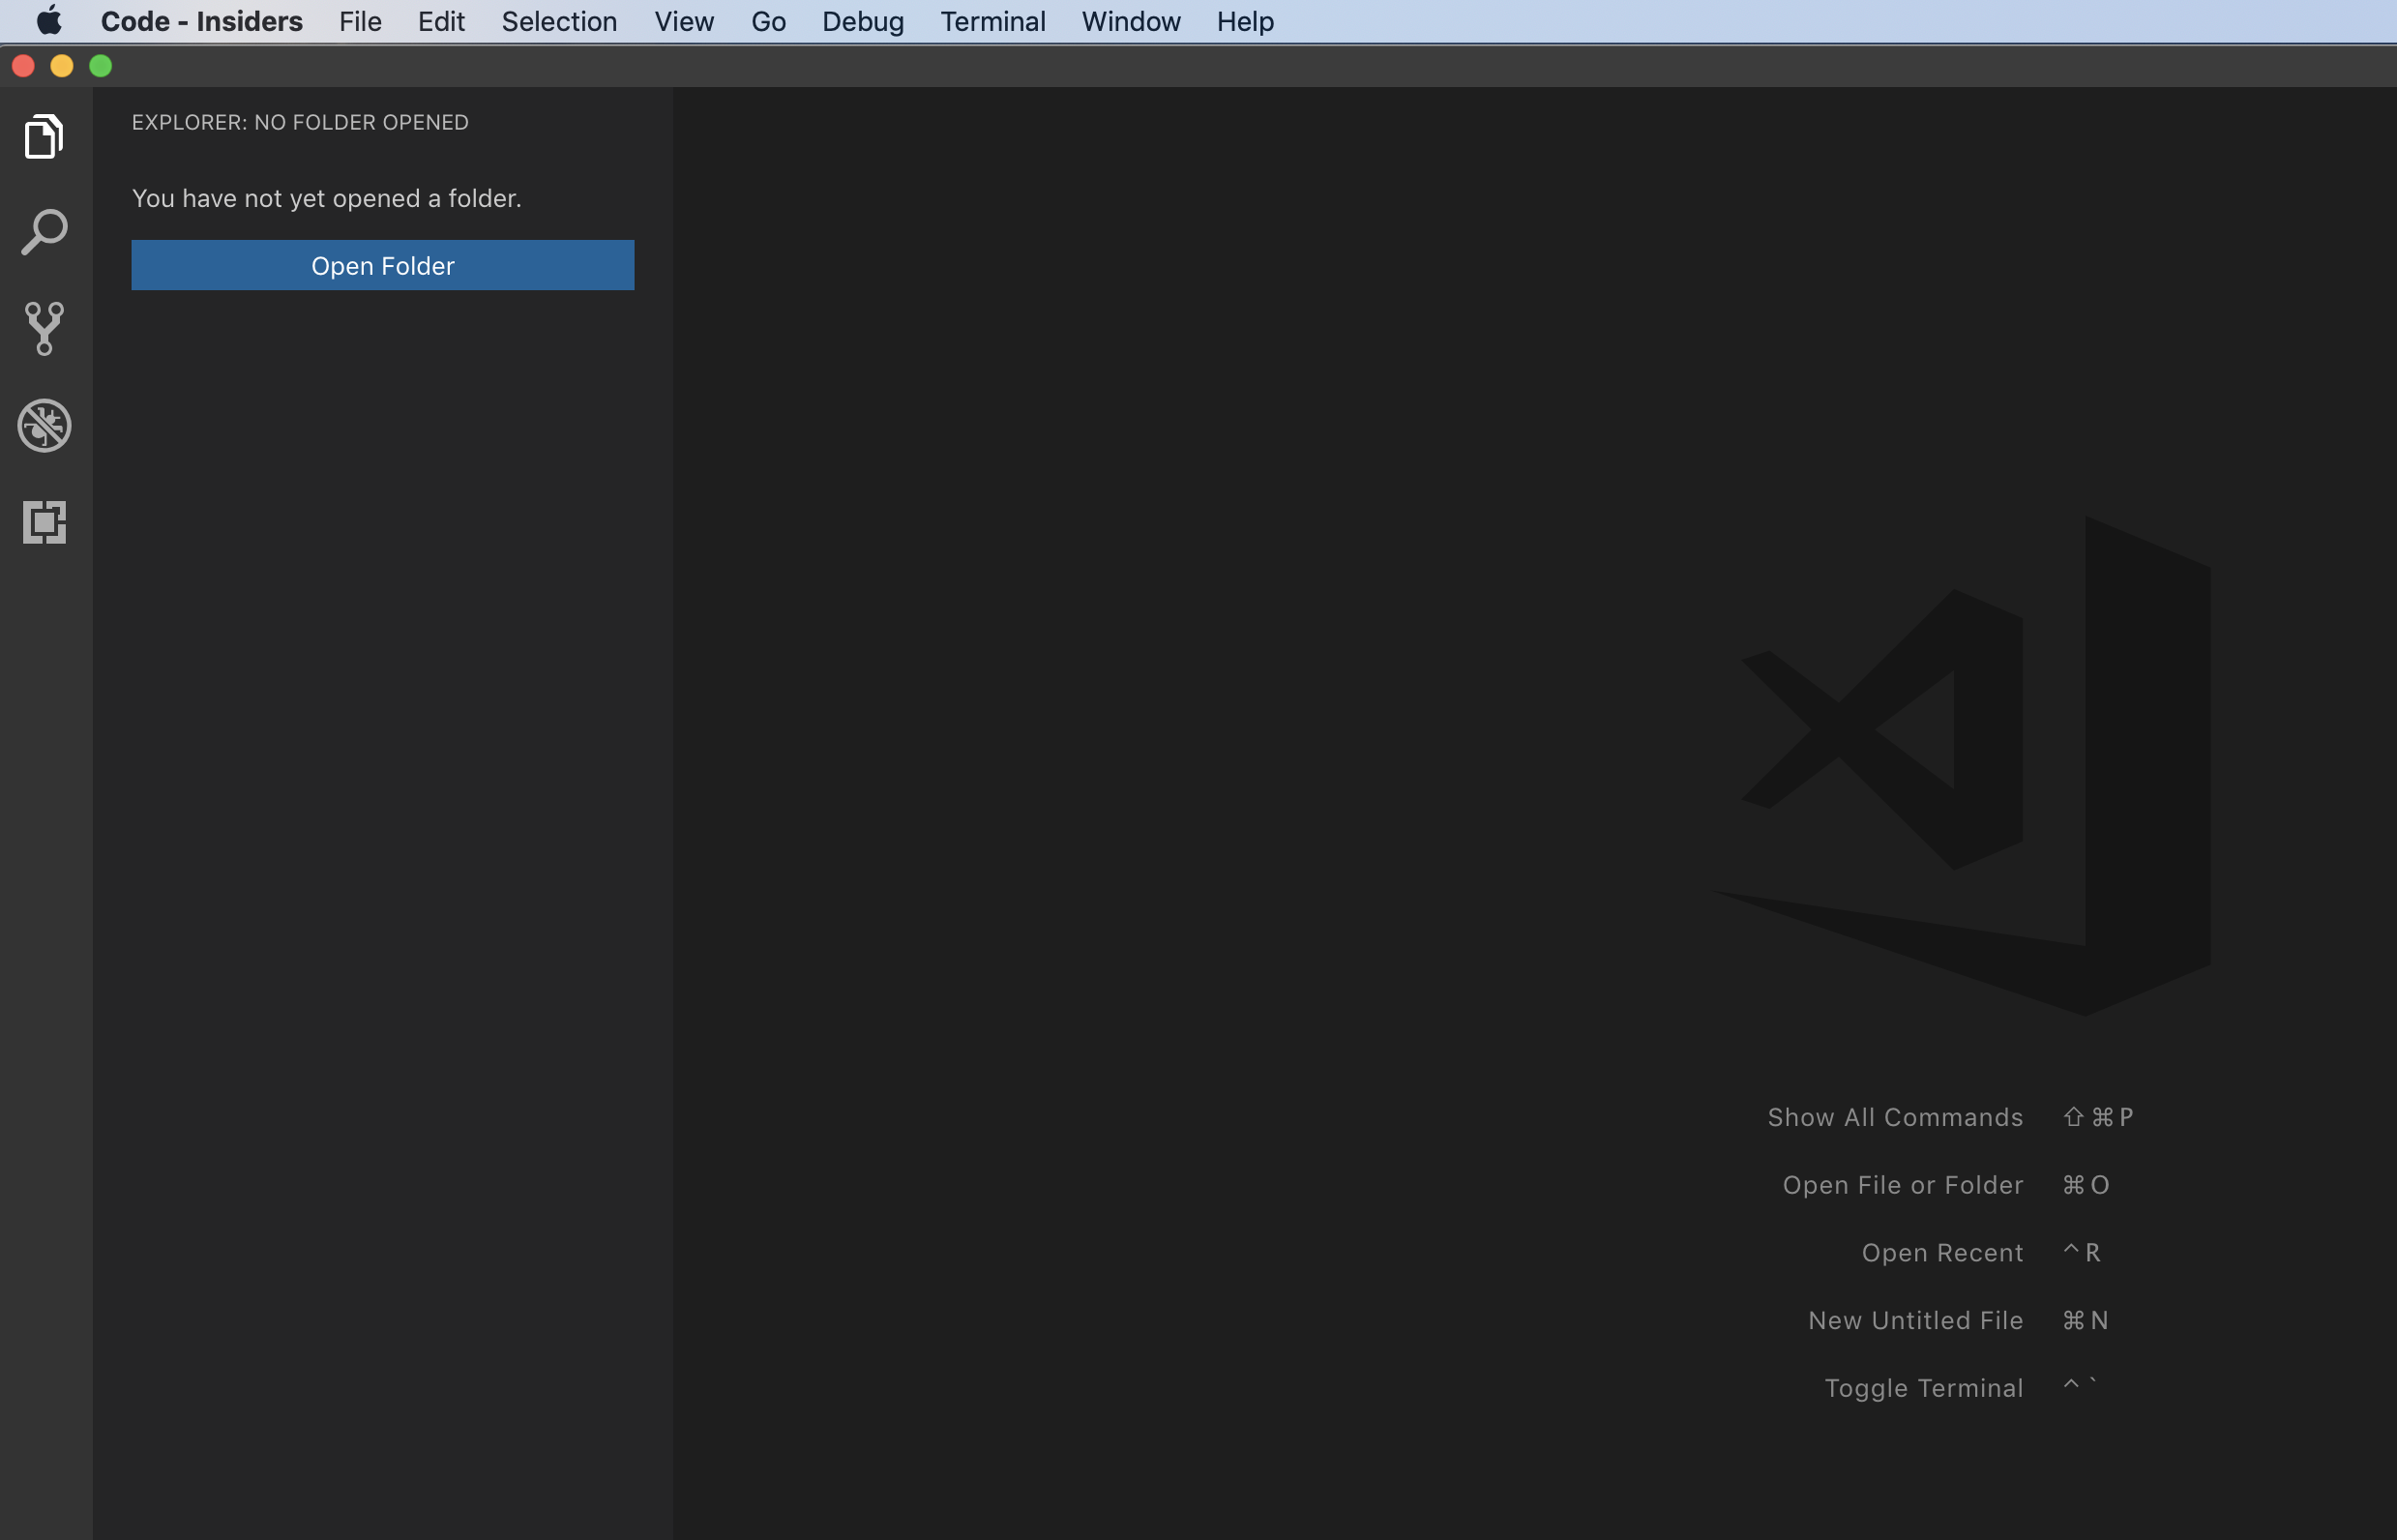 Code - Insiders File Edit Selection View Go Debug Terminal Window Help
EXPLORER: NO FOLDER OPENED
You have not yet opened a folder.
Open Folder
Show All Commands ⇧⌘P
Open File or Folder ⌘O
Open Recent ^R
New Untitled File ⌘N
Toggle Terminal ^`